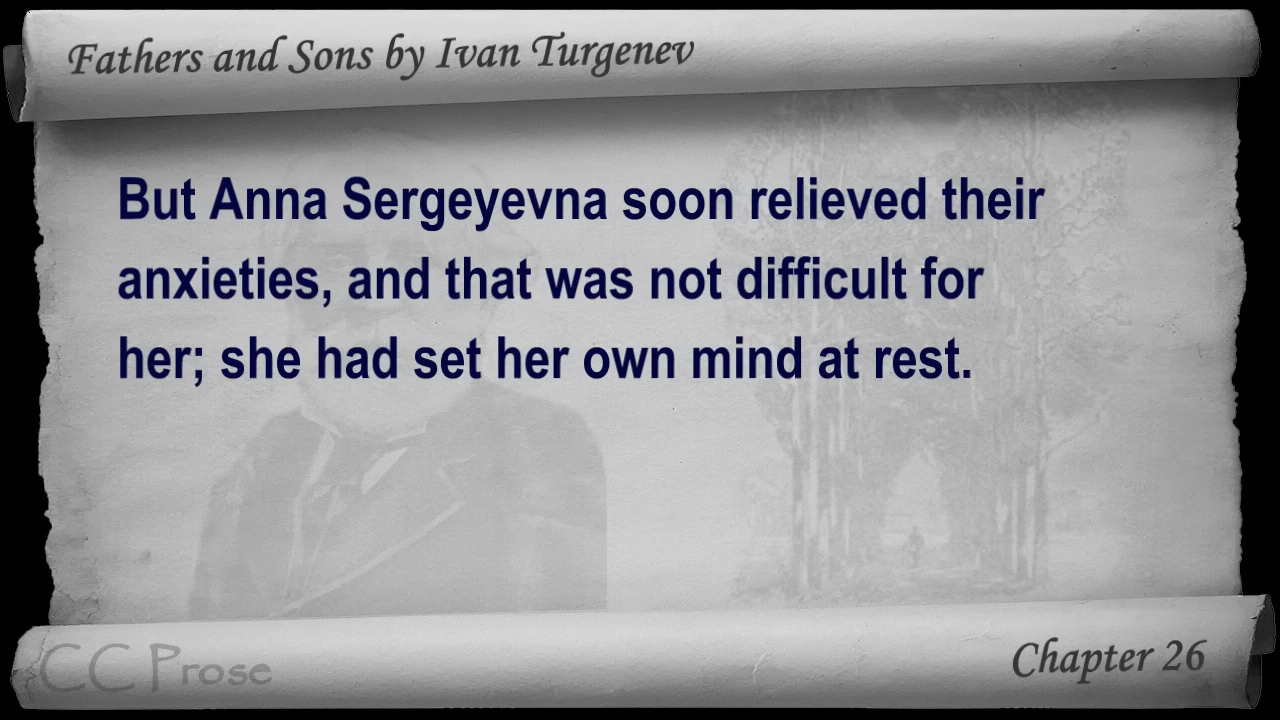 Fathers and Sons by Ivan Turgenev
But Anna Sergeyevna soon relieved their
anxieties, and that was not difficult for
her; she had set her own mind at rest.
CC Prose
Chapter 26